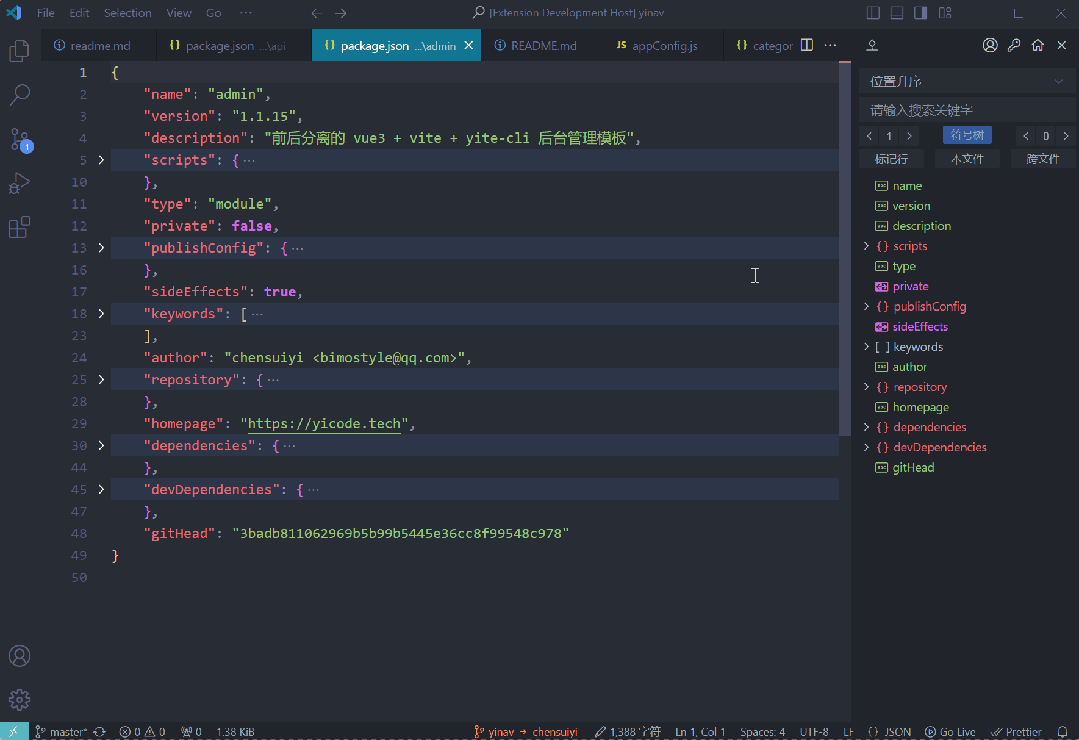 File Edit Selection View Go ··· [Extension Development Host] yinav
readme.md package.json ...\api package.json ...\admin README.md appConfig.js categor
1 {
2 "name": "admin",
3 "version": "1.1.15",
4 "description": "前后分离的 vue3 + vite + yite-cli 后台管理模板",
5 "scripts": { ···
10 },
11 "type": "module",
12 "private": false,
13 "publishConfig": { ···
16 },
17 "sideEffects": true,
18 "keywords": [ ···
23 ],
24 "author": "chensuiyi <bimostyle@qq.com>",
25 "repository": { ···
28 },
29 "homepage": "https://yicode.tech",
30 "dependencies": { ···
44 },
45 "devDependencies": { ···
47 },
48 "gitHead": "3badb811062969b5b99b5445e36cc8f99548c978"
49 }
50
位置升序
请输入搜索关键字
< 1 > 符号树 < 0 >
标记行 本文件 跨文件
name
version
description
{} scripts
type
private
{} publishConfig
sideEffects
[ ] keywords
author
{} repository
homepage
{} dependencies
{} devDependencies
gitHead
1
master* 0 0 0 1.38 KiB yinav → chensuiyi 1,388 字符 Ln 1, Col 1 Spaces: 4 UTF-8 LF {} JSON Go Live Prettier